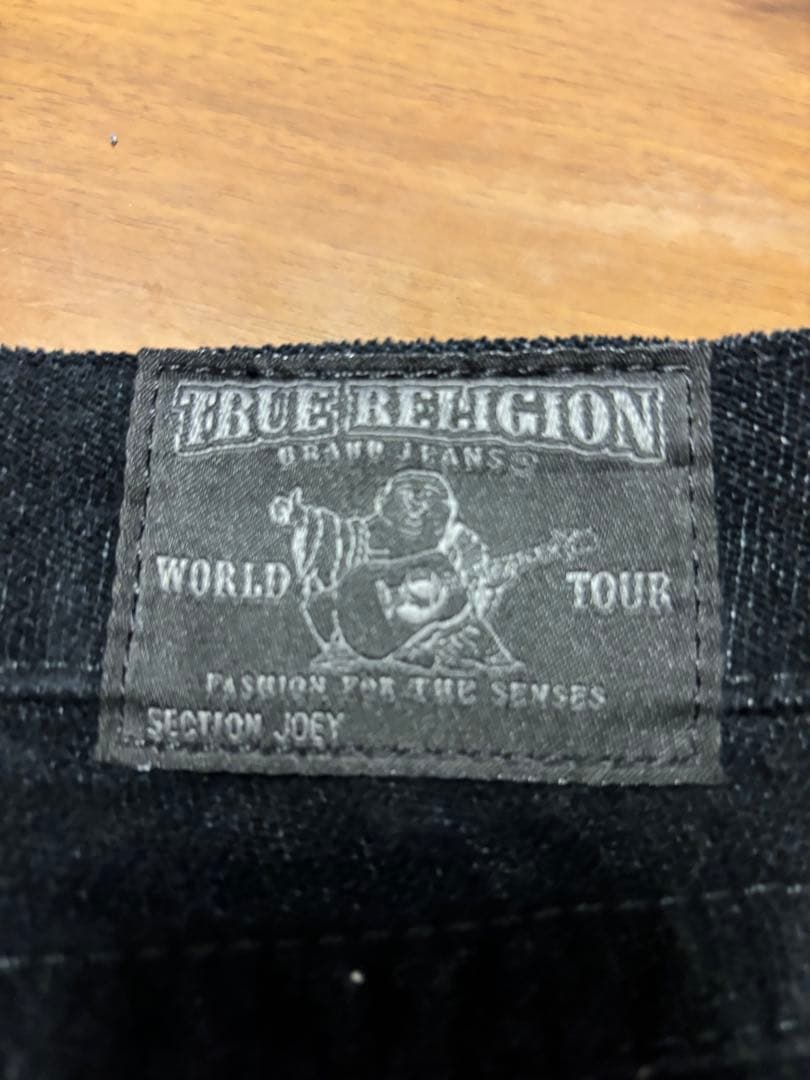 TRUE RELIGION
BRAND JEANS®
WORLD TOUR
FASHION FOR THE SENSES
SECTION JOEY